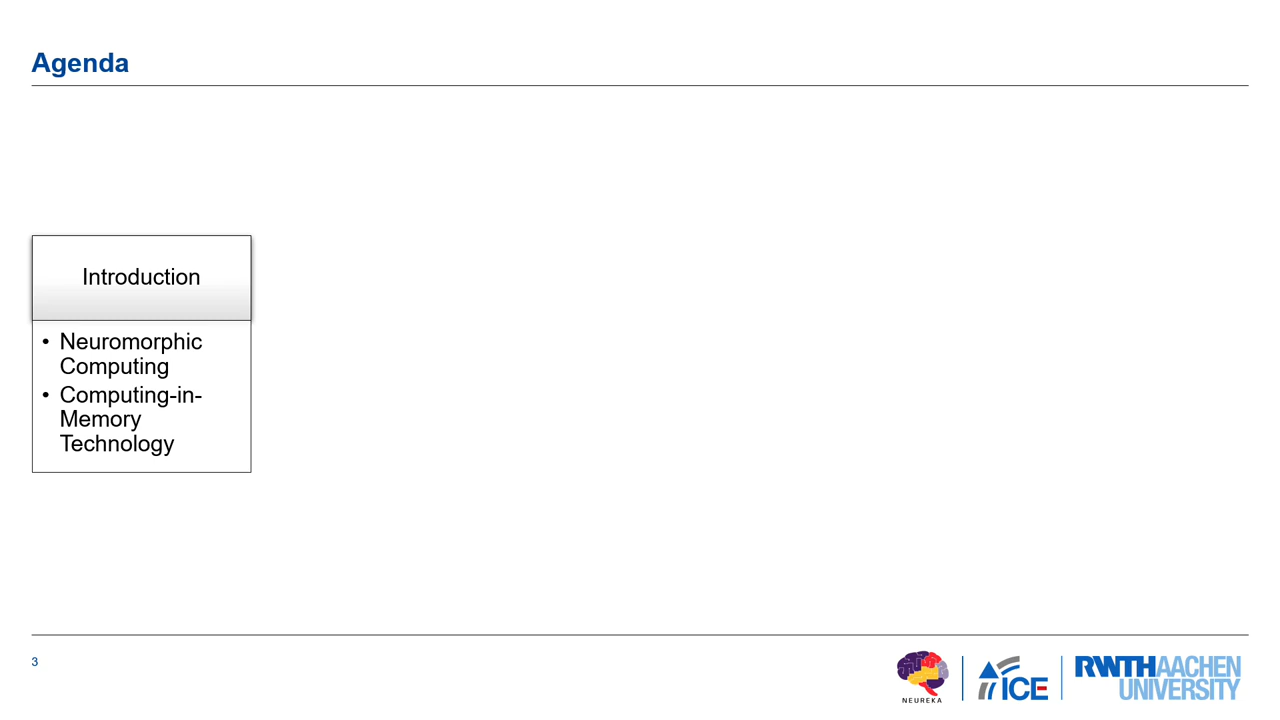 Agenda
Introduction
• Neuromorphic
Computing
• Computing-in-
Memory
Technology
3
NEUREKA
ICE
RWTHAACHEN
UNIVERSITY